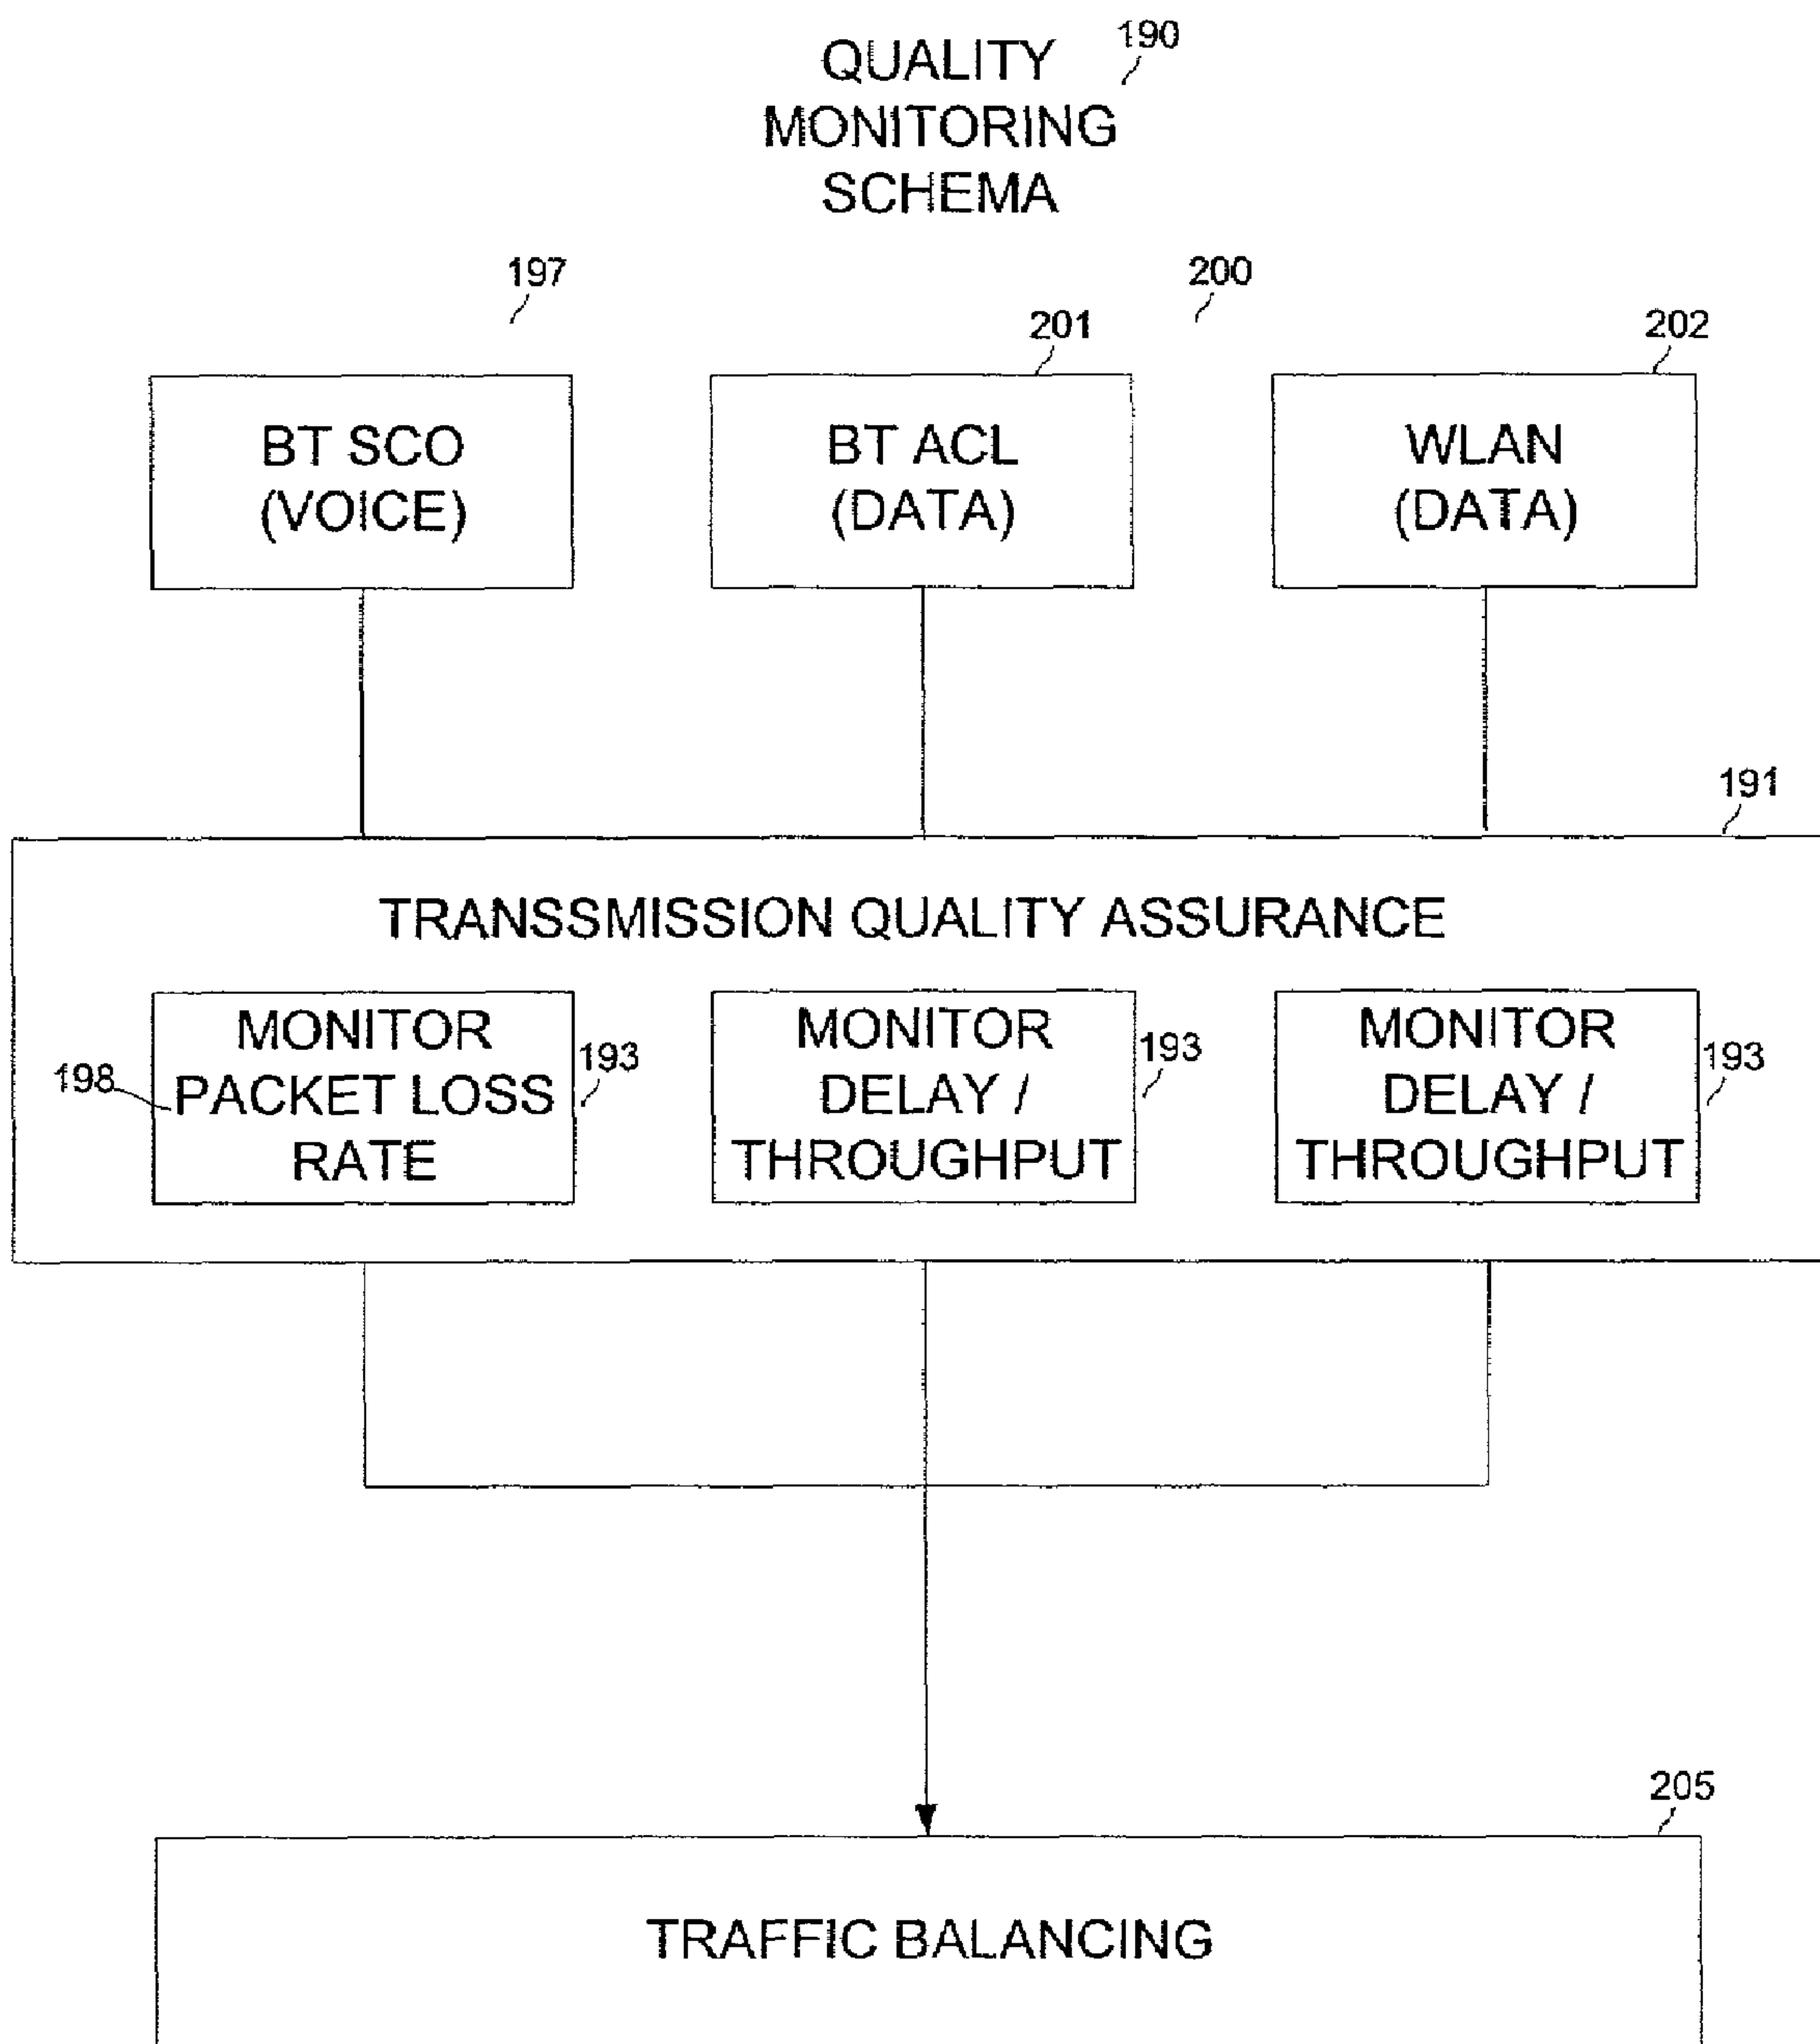 190
QUALITY
MONITORING
SCHEMA
197
200
201
202
BT SCO
(VOICE)
BT ACL
(DATA)
WLAN
(DATA)
191
TRANSSMISSION QUALITY ASSURANCE
MONITOR
PACKET LOSS
RATE
198
193
MONITOR
DELAY /
THROUGHPUT
193
MONITOR
DELAY /
THROUGHPUT
193
205
TRAFFIC BALANCING